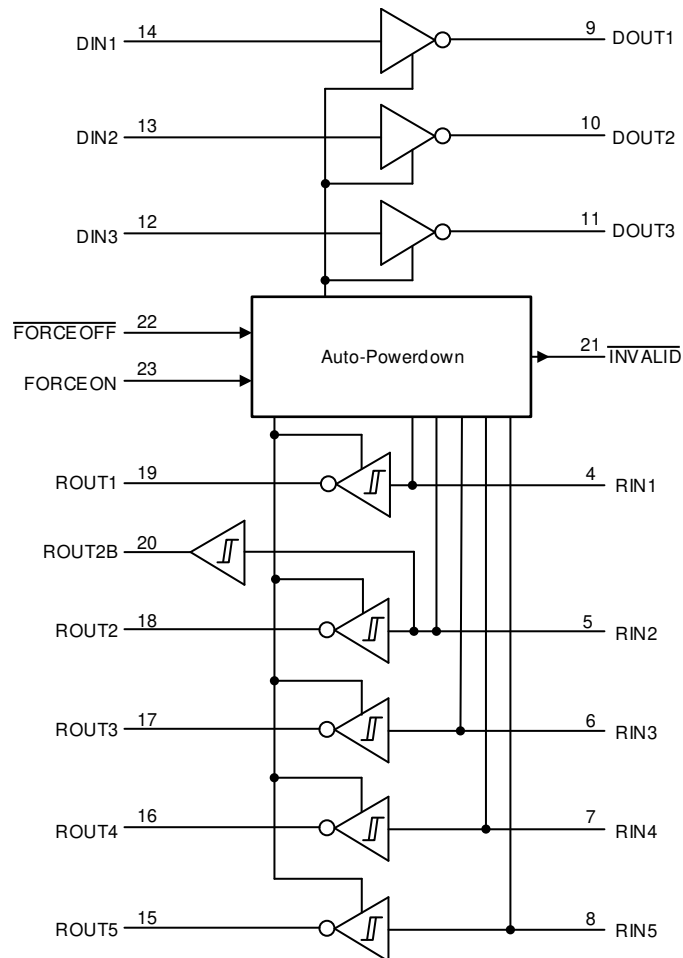 DIN1 14 9 DOUT1
DIN2 13 10 DOUT2
DIN3 12 11 DOUT3
FORCEOFF 22
Auto-Powerdown
21 INVALID
FORCEON 23
ROUT1 19 4 RIN1
ROUT2B 20
ROUT2 18 5 RIN2
ROUT3 17 6 RIN3
ROUT4 16 7 RIN4
ROUT5 15 8 RIN5